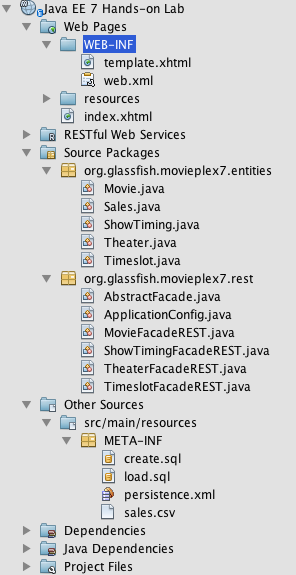 Java EE 7 Hands-on Lab
Web Pages
WEB-INF
template.xhtml
web.xml
resources
index.xhtml
RESTful Web Services
Source Packages
org.glassfish.movieplex7.entities
Movie.java
Sales.java
ShowTiming.java
Theater.java
Timeslot.java
org.glassfish.movieplex7.rest
AbstractFacade.java
ApplicationConfig.java
MovieFacadeREST.java
ShowTimingFacadeREST.java
TheaterFacadeREST.java
TimeslotFacadeREST.java
Other Sources
src/main/resources
META-INF
create.sql
load.sql
persistence.xml
sales.csv
Dependencies
Java Dependencies
Project Files